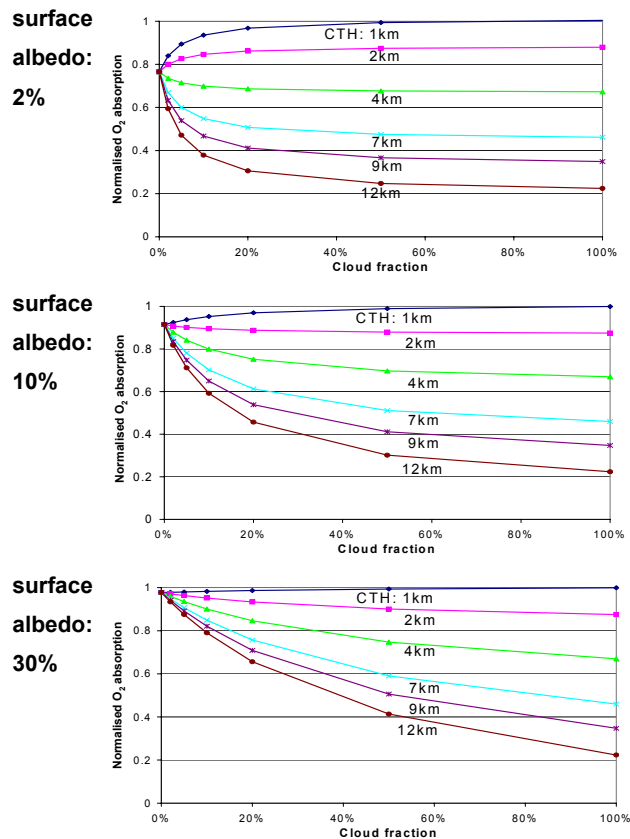 surface
albedo:
2%
Normalised O₂ absorption
1
0.8
0.6
0.4
0.2
0
CTH: 1km
2km
4km
7km
9km
12km
0% 20% 40% 60% 80% 100%
Cloud fraction
surface
albedo:
10%
Normalised O₂ absorption
1
0.8
0.6
0.4
0.2
0
CTH: 1km
2km
4km
7km
9km
12km
0% 20% 40% 60% 80% 100%
Cloud fraction
surface
albedo:
30%
Normalised O₂ absorption
1
0.8
0.6
0.4
0.2
0
CTH: 1km
2km
4km
7km
9km
12km
0% 20% 40% 60% 80% 100%
Cloud fraction